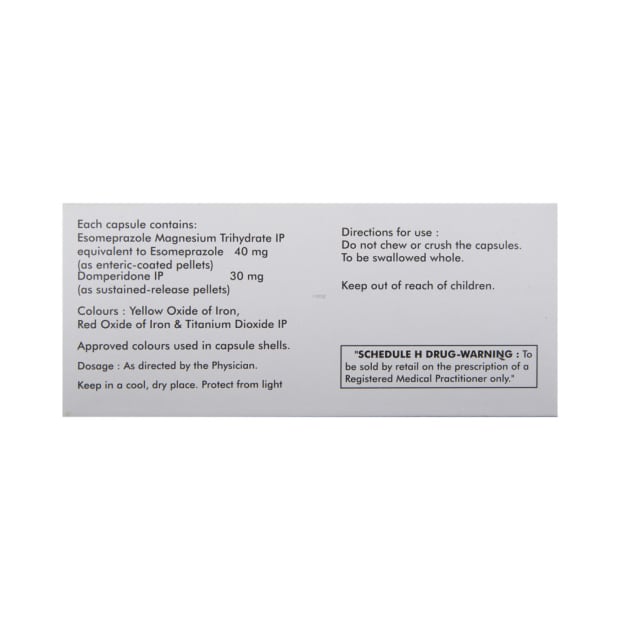 Each capsule contains:
Esomeprazole Magnesium Trihydrate IP
equivalent to Esomeprazole 40 mg
(as enteric-coated pellets)
Domperidone IP 30 mg
(as sustained-release pellets)
Colours : Yellow Oxide of Iron,
Red Oxide of Iron & Titanium Dioxide IP
Approved colours used in capsule shells.
Dosage : As directed by the Physician.
Keep in a cool, dry place. Protect from light
Directions for use :
Do not chew or crush the capsules.
To be swallowed whole.
Keep out of reach of children.
"SCHEDULE H DRUG-WARNING : To
be sold by retail on the prescription of a
Registered Medical Practitioner only."